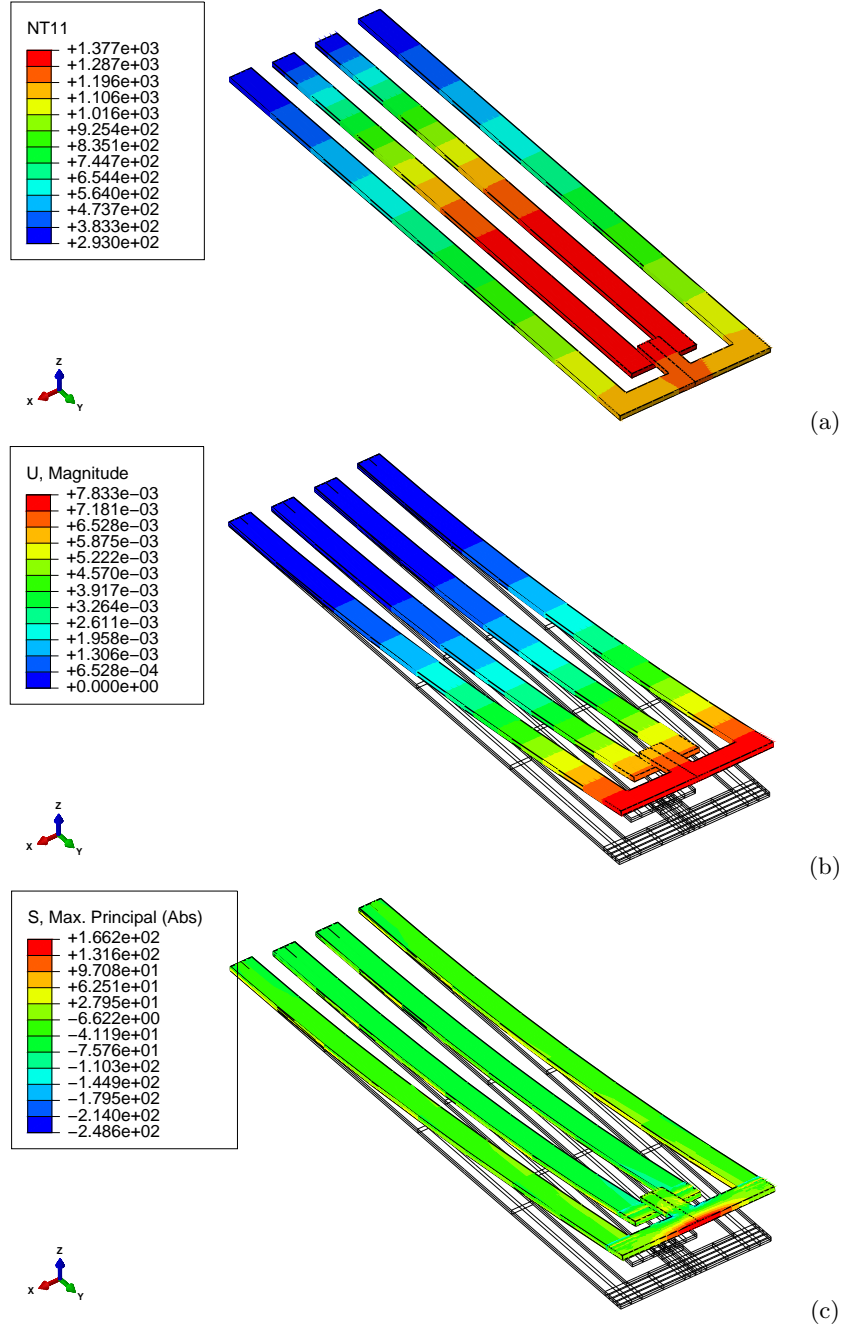 NT11
+1.377e+03
+1.287e+03
+1.196e+03
+1.106e+03
+1.016e+03
+9.254e+02
+8.351e+02
+7.447e+02
+6.544e+02
+5.640e+02
+4.737e+02
+3.833e+02
+2.930e+02
Z
X
Y
(a)
U, Magnitude
+7.833e−03
+7.181e−03
+6.528e−03
+5.875e−03
+5.222e−03
+4.570e−03
+3.917e−03
+3.264e−03
+2.611e−03
+1.958e−03
+1.306e−03
+6.528e−04
+0.000e+00
Z
X
Y
(b)
S, Max. Principal (Abs)
+1.662e+02
+1.316e+02
+9.708e+01
+6.251e+01
+2.795e+01
−6.622e+00
−4.119e+01
−7.576e+01
−1.103e+02
−1.449e+02
−1.795e+02
−2.140e+02
−2.486e+02
Z
X
Y
(c)